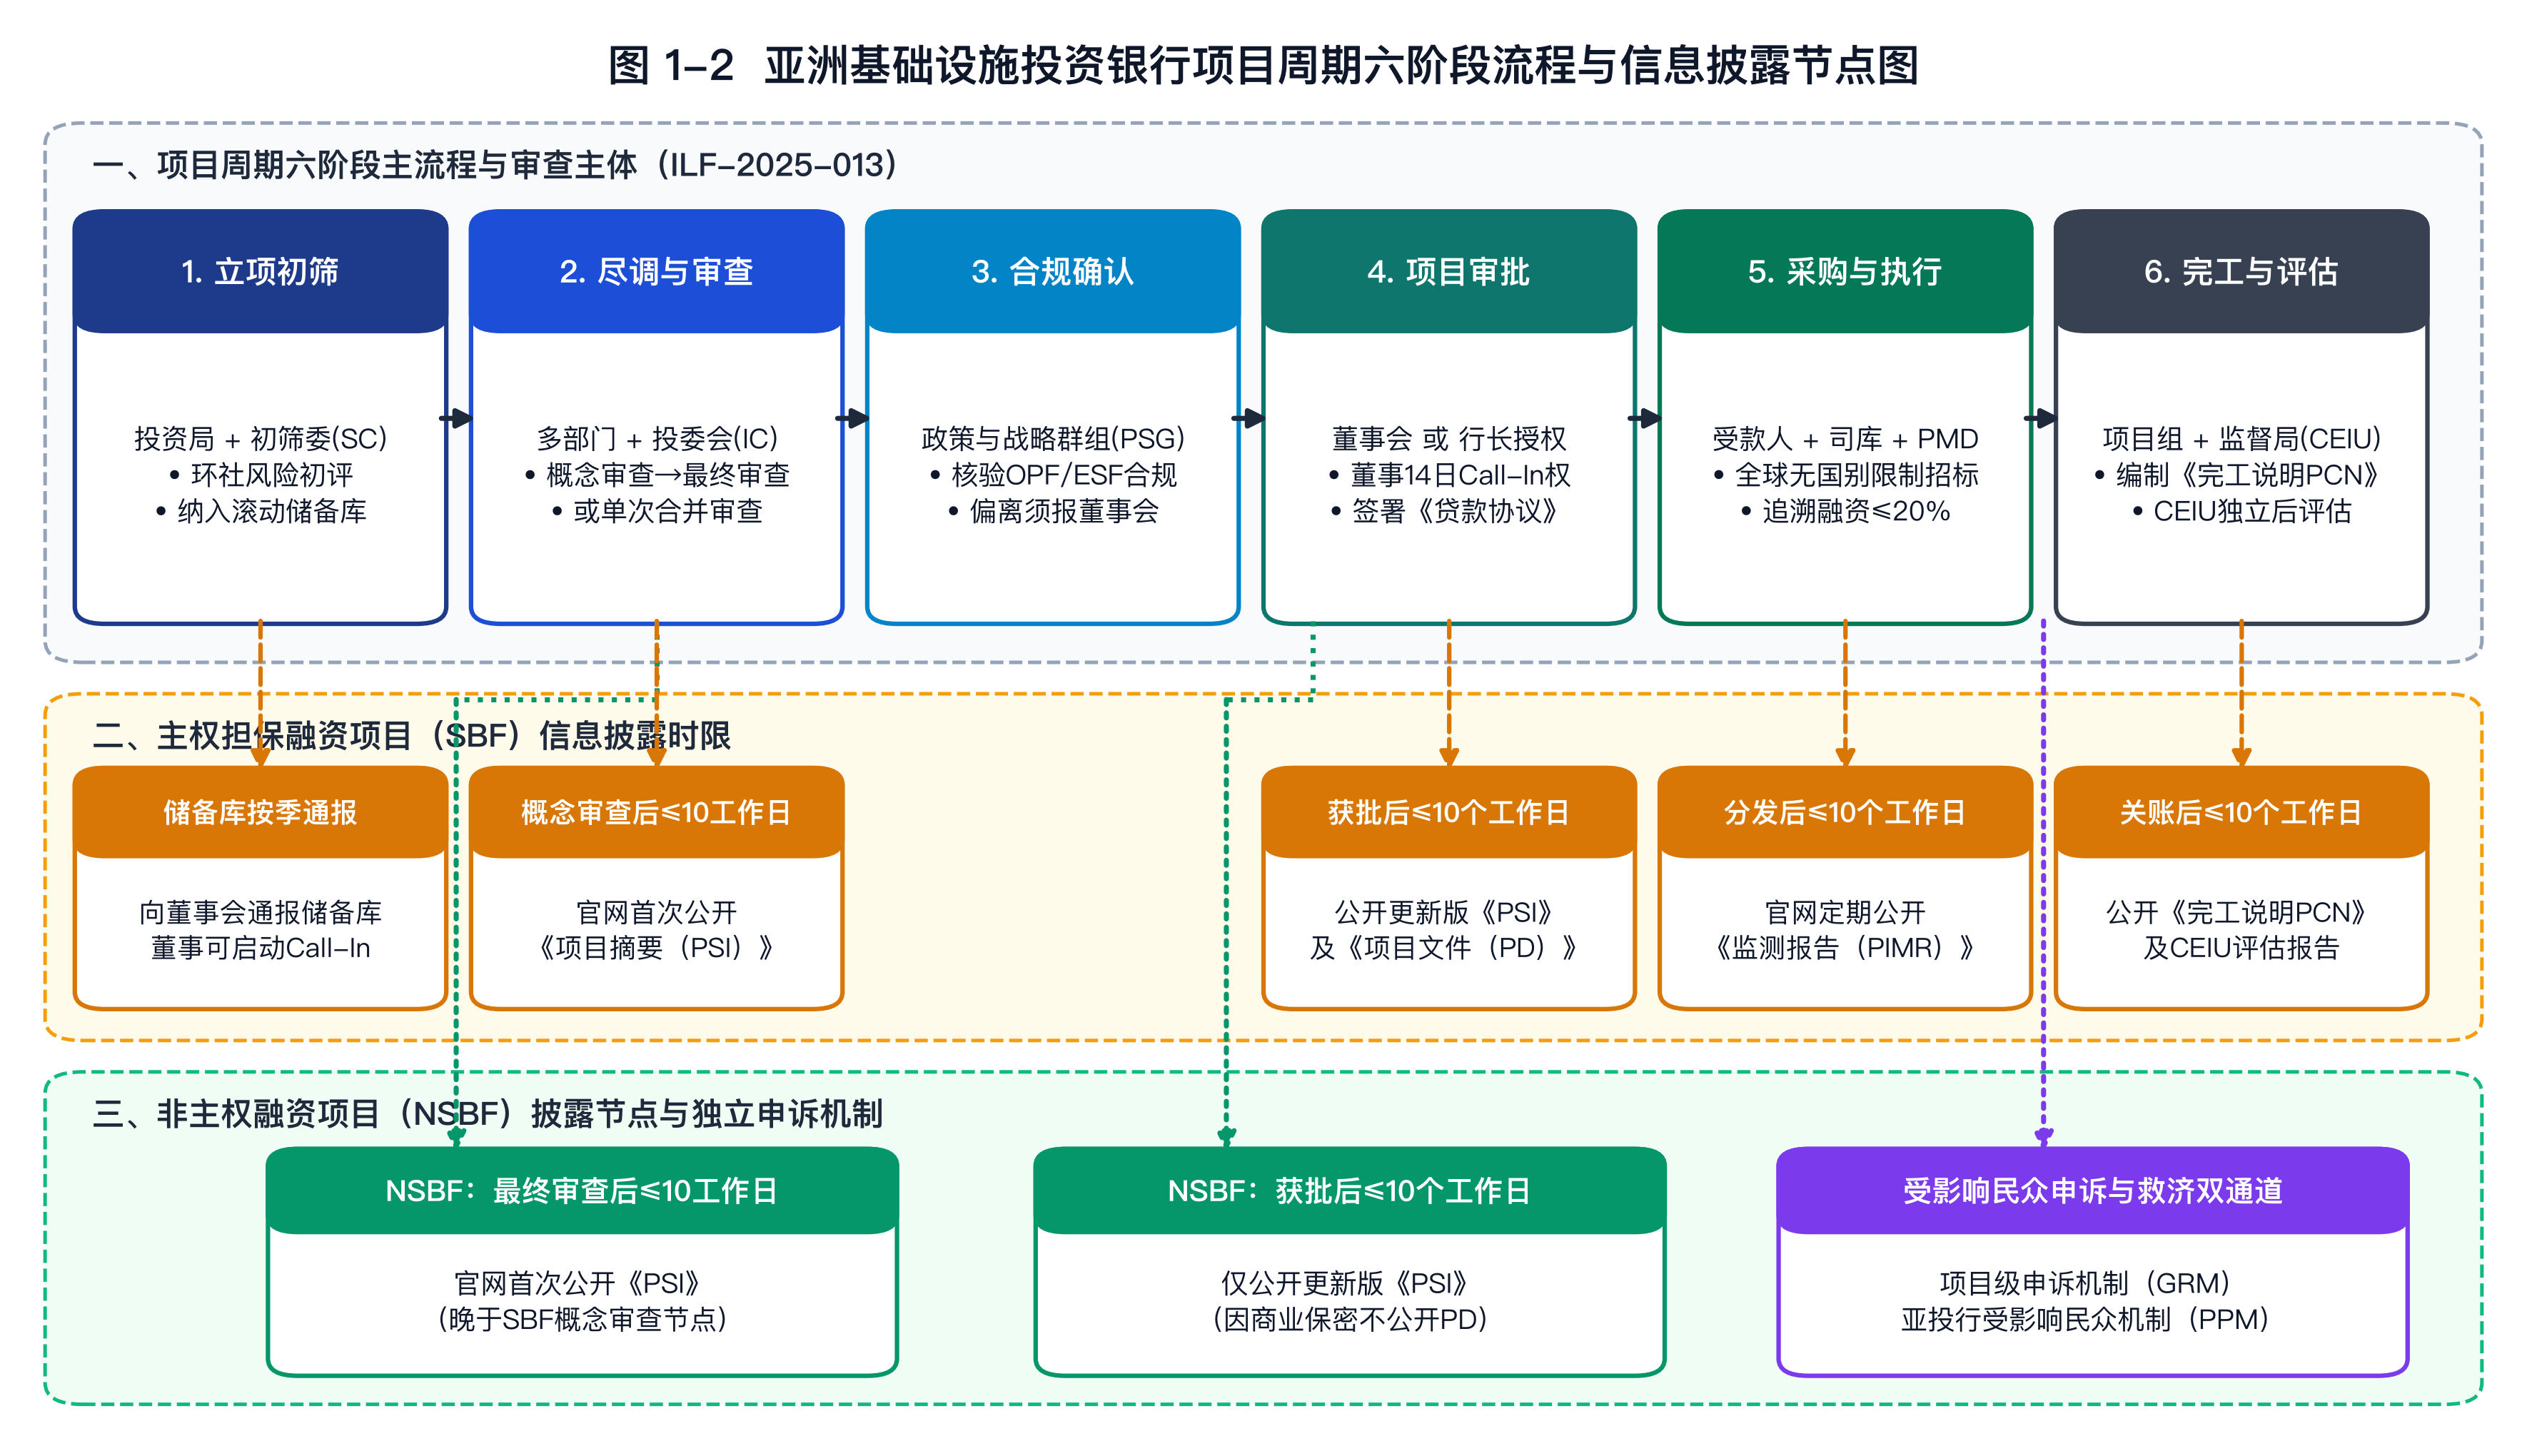 图 1-2 亚洲基础设施投资银行项目周期六阶段流程与信息披露节点图
一、项目周期六阶段主流程与审查主体（ILF-2025-013）
1. 立项初筛
投资局 + 初筛委(SC)
• 环社风险初评
• 纳入滚动储备库
2. 尽调与审查
多部门 + 投委会(IC)
• 概念审查→最终审查
• 或单次合并审查
3. 合规确认
政策与战略群组(PSG)
• 核验OPF/ESF合规
• 偏离须报董事会
4. 项目审批
董事会 或 行长授权
• 董事14日Call-In权
• 签署《贷款协议》
5. 采购与执行
受款人 + 司库 + PMD
• 全球无国别限制招标
• 追溯融资≤20%
6. 完工与评估
项目组 + 监督局(CEIU)
• 编制《完工说明PCN》
• CEIU独立后评估
二、主权担保融资项目（SBF）信息披露时限
储备库按季通报
向董事会通报储备库
董事可启动Call-In
概念审查后≤10工作日
官网首次公开
《项目摘要（PSI）》
获批后≤10个工作日
公开更新版《PSI》
及《项目文件（PD）》
分发后≤10个工作日
官网定期公开
《监测报告（PIMR）》
关账后≤10个工作日
公开《完工说明PCN》
及CEIU评估报告
三、非主权融资项目（NSBF）披露节点与独立申诉机制
NSBF：最终审查后≤10工作日
官网首次公开《PSI》
（晚于SBF概念审查节点）
NSBF：获批后≤10个工作日
仅公开更新版《PSI》
（因商业保密不公开PD）
受影响民众申诉与救济双通道
项目级申诉机制（GRM）
亚投行受影响民众机制（PPM）